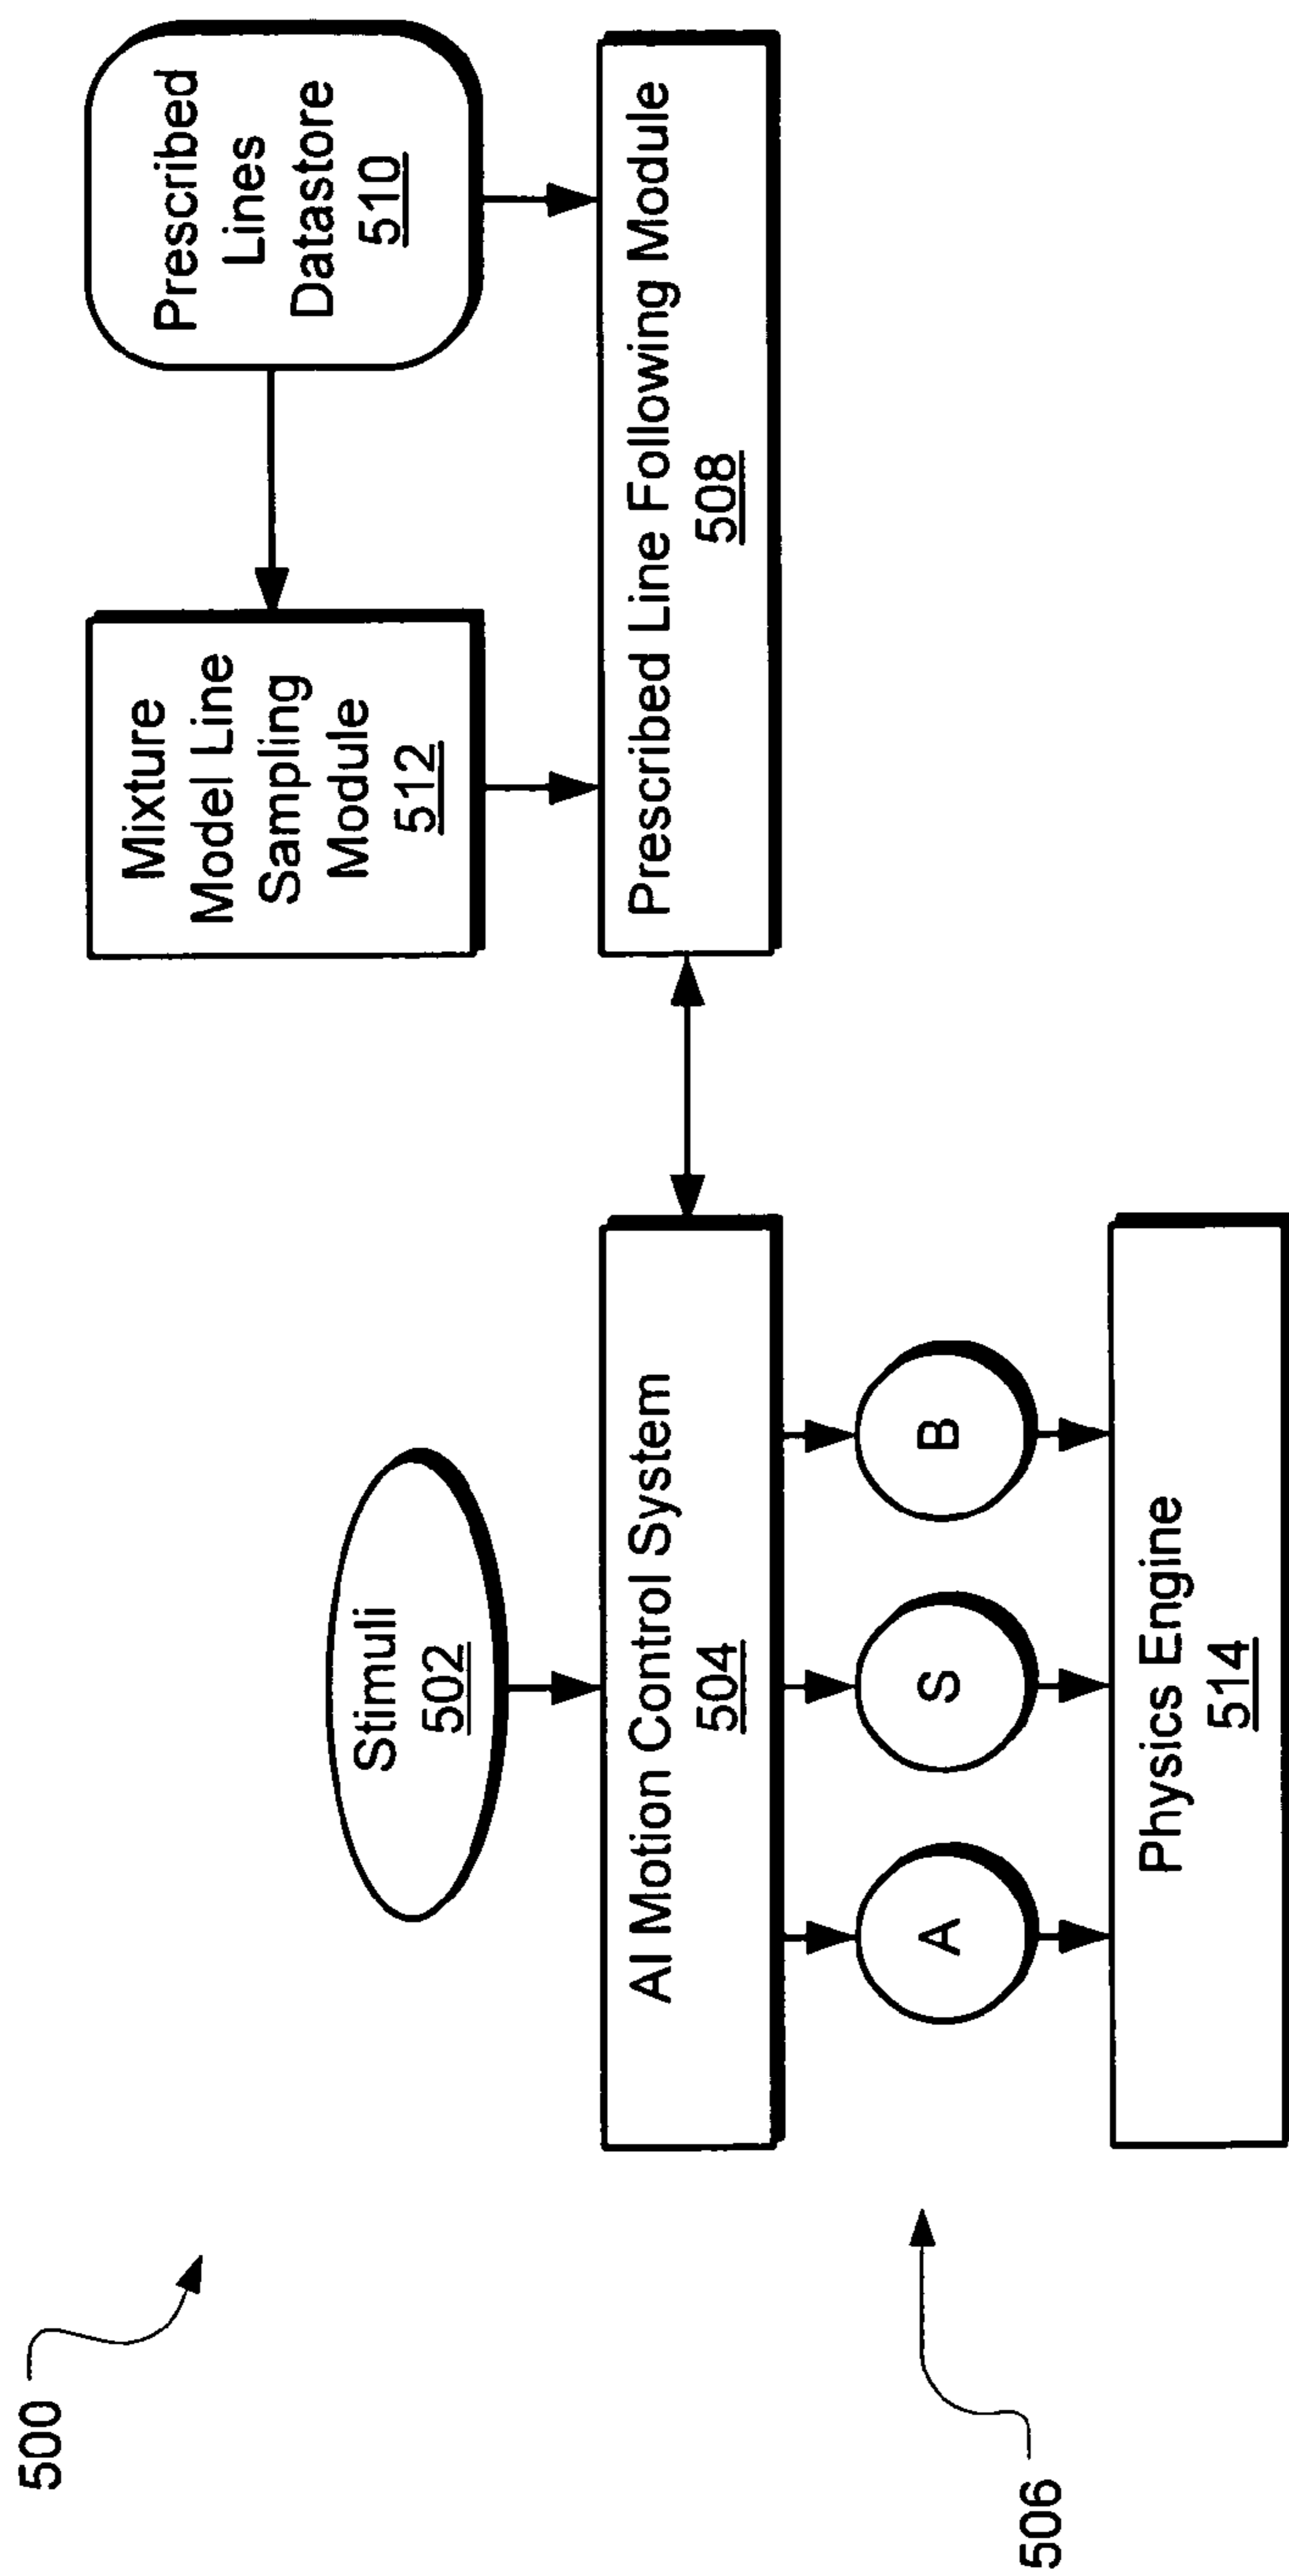 500
Stimuli
502
AI Motion Control System
504
A
S
B
506
Physics Engine
514
Mixture
Model Line
Sampling
Module
512
Prescribed
Lines
Datastore
510
Prescribed Line Following Module
508